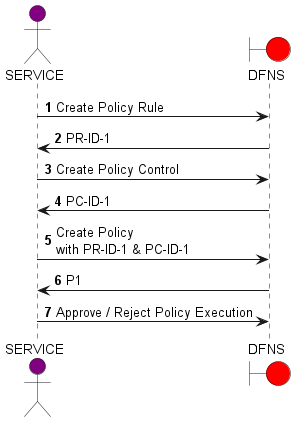 SERVICE
DFNS
1 Create Policy Rule
2 PR-ID-1
3 Create Policy Control
4 PC-ID-1
5 Create Policy
with PR-ID-1 & PC-ID-1
6 P1
7 Approve / Reject Policy Execution
SERVICE
DFNS